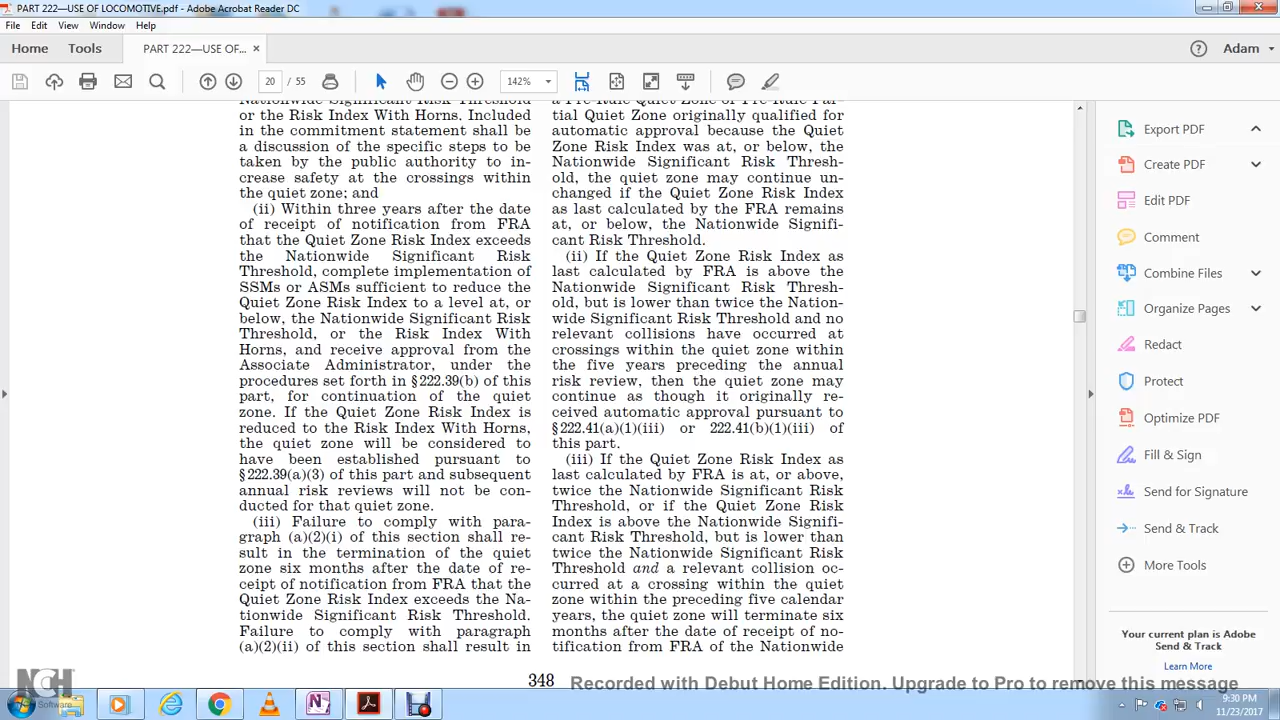 PART 222—USE OF LOCOMOTIVE.pdf - Adobe Acrobat Reader DC
File Edit View Window Help
Home Tools PART 222—USE OF... × Adam
20 / 55 142%
Nationwide Significant Risk Threshold
or the Risk Index With Horns. Included
in the commitment statement shall be
a discussion of the specific steps to be
taken by the public authority to in-
crease safety at the crossings within
the quiet zone; and
(ii) Within three years after the date
of receipt of notification from FRA
that the Quiet Zone Risk Index exceeds
the Nationwide Significant Risk
Threshold, complete implementation of
SSMs or ASMs sufficient to reduce the
Quiet Zone Risk Index to a level at, or
below, the Nationwide Significant Risk
Threshold, or the Risk Index With
Horns, and receive approval from the
Associate Administrator, under the
procedures set forth in §222.39(b) of this
part, for continuation of the quiet
zone. If the Quiet Zone Risk Index is
reduced to the Risk Index With Horns,
the quiet zone will be considered to
have been established pursuant to
§222.39(a)(3) of this part and subsequent
annual risk reviews will not be con-
ducted for that quiet zone.
(iii) Failure to comply with para-
graph (a)(2)(i) of this section shall re-
sult in the termination of the quiet
zone six months after the date of re-
ceipt of notification from FRA that the
Quiet Zone Risk Index exceeds the Na-
tionwide Significant Risk Threshold.
Failure to comply with paragraph
(a)(2)(ii) of this section shall result in
a Pre-Rule Quiet Zone or Pre-Rule Par-
tial Quiet Zone originally qualified for
automatic approval because the Quiet
Zone Risk Index was at, or below, the
Nationwide Significant Risk Thresh-
old, the quiet zone may continue un-
changed if the Quiet Zone Risk Index
as last calculated by the FRA remains
at, or below, the Nationwide Signifi-
cant Risk Threshold.
(ii) If the Quiet Zone Risk Index as
last calculated by FRA is above the
Nationwide Significant Risk Thresh-
old, but is lower than twice the Nation-
wide Significant Risk Threshold and no
relevant collisions have occurred at
crossings within the quiet zone within
the five years preceding the annual
risk review, then the quiet zone may
continue as though it originally re-
ceived automatic approval pursuant to
§222.41(a)(1)(iii) or 222.41(b)(1)(iii) of
this part.
(iii) If the Quiet Zone Risk Index as
last calculated by FRA is at, or above,
twice the Nationwide Significant Risk
Threshold, or if the Quiet Zone Risk
Index is above the Nationwide Signifi-
cant Risk Threshold, but is lower than
twice the Nationwide Significant Risk
Threshold and a relevant collision oc-
curred at a crossing within the quiet
zone within the preceding five calendar
years, the quiet zone will terminate six
months after the date of receipt of no-
tification from FRA of the Nationwide
348
Export PDF
Create PDF
Edit PDF
Comment
Combine Files
Organize Pages
Redact
Protect
Optimize PDF
Fill & Sign
Send for Signature
Send & Track
More Tools
Your current plan is Adobe
Send & Track
Learn More
NCH
Software
Recorded with Debut Home Edition. Upgrade to Pro to remove this message
9:30 PM
11/23/2017